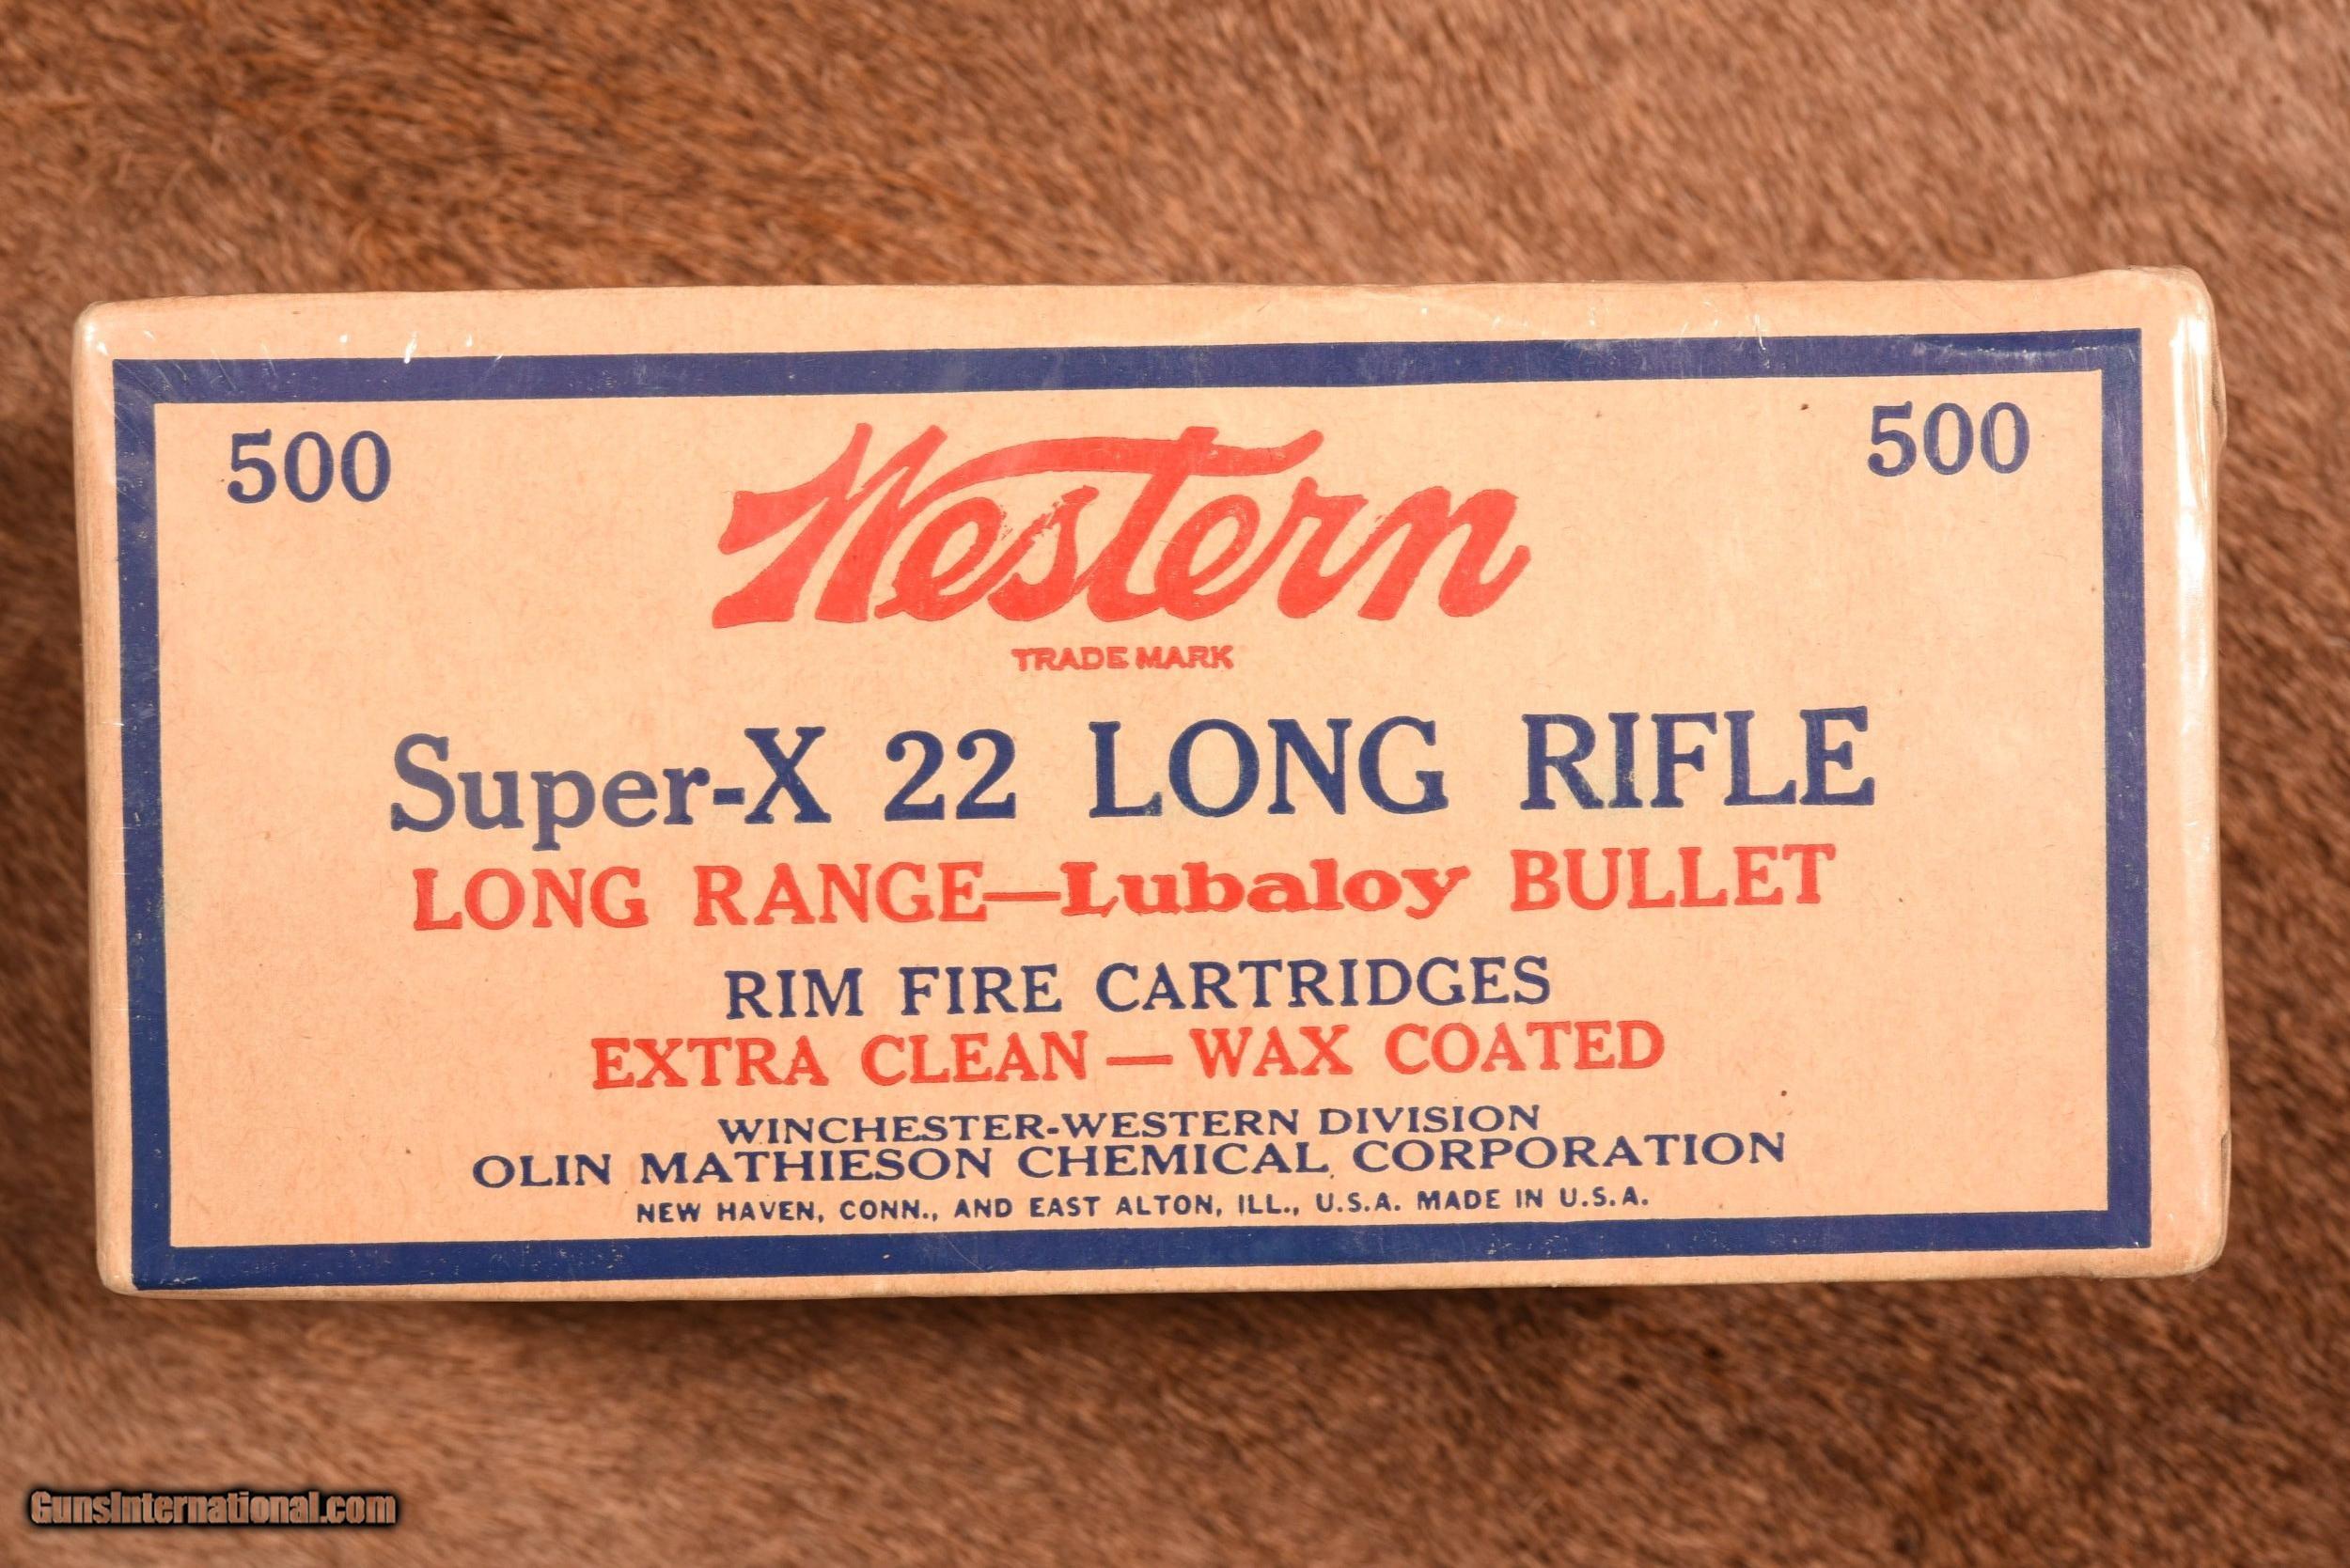 500 500
Western
TRADE MARK
Super-X 22 LONG RIFLE
LONG RANGE—Lubaloy BULLET
RIM FIRE CARTRIDGES
EXTRA CLEAN — WAX COATED
WINCHESTER-WESTERN DIVISION
OLIN MATHIESON CHEMICAL CORPORATION
NEW HAVEN, CONN., AND EAST ALTON, ILL., U.S.A. MADE IN U.S.A.
GunsInternational.com